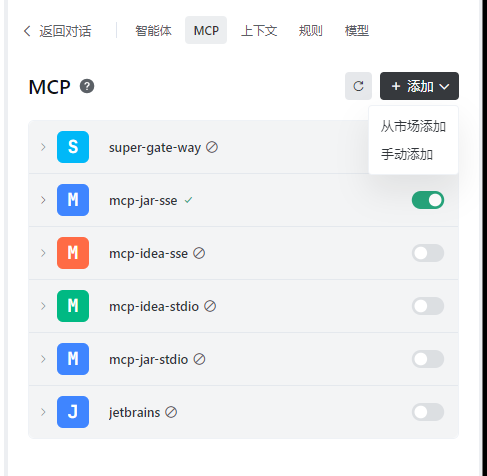 返回对话 智能体 MCP 上下文 规则 模型
MCP ? + 添加
从市场添加
手动添加
S super-gate-way
M mcp-jar-sse
M mcp-idea-sse
M mcp-idea-stdio
M mcp-jar-stdio
J jetbrains